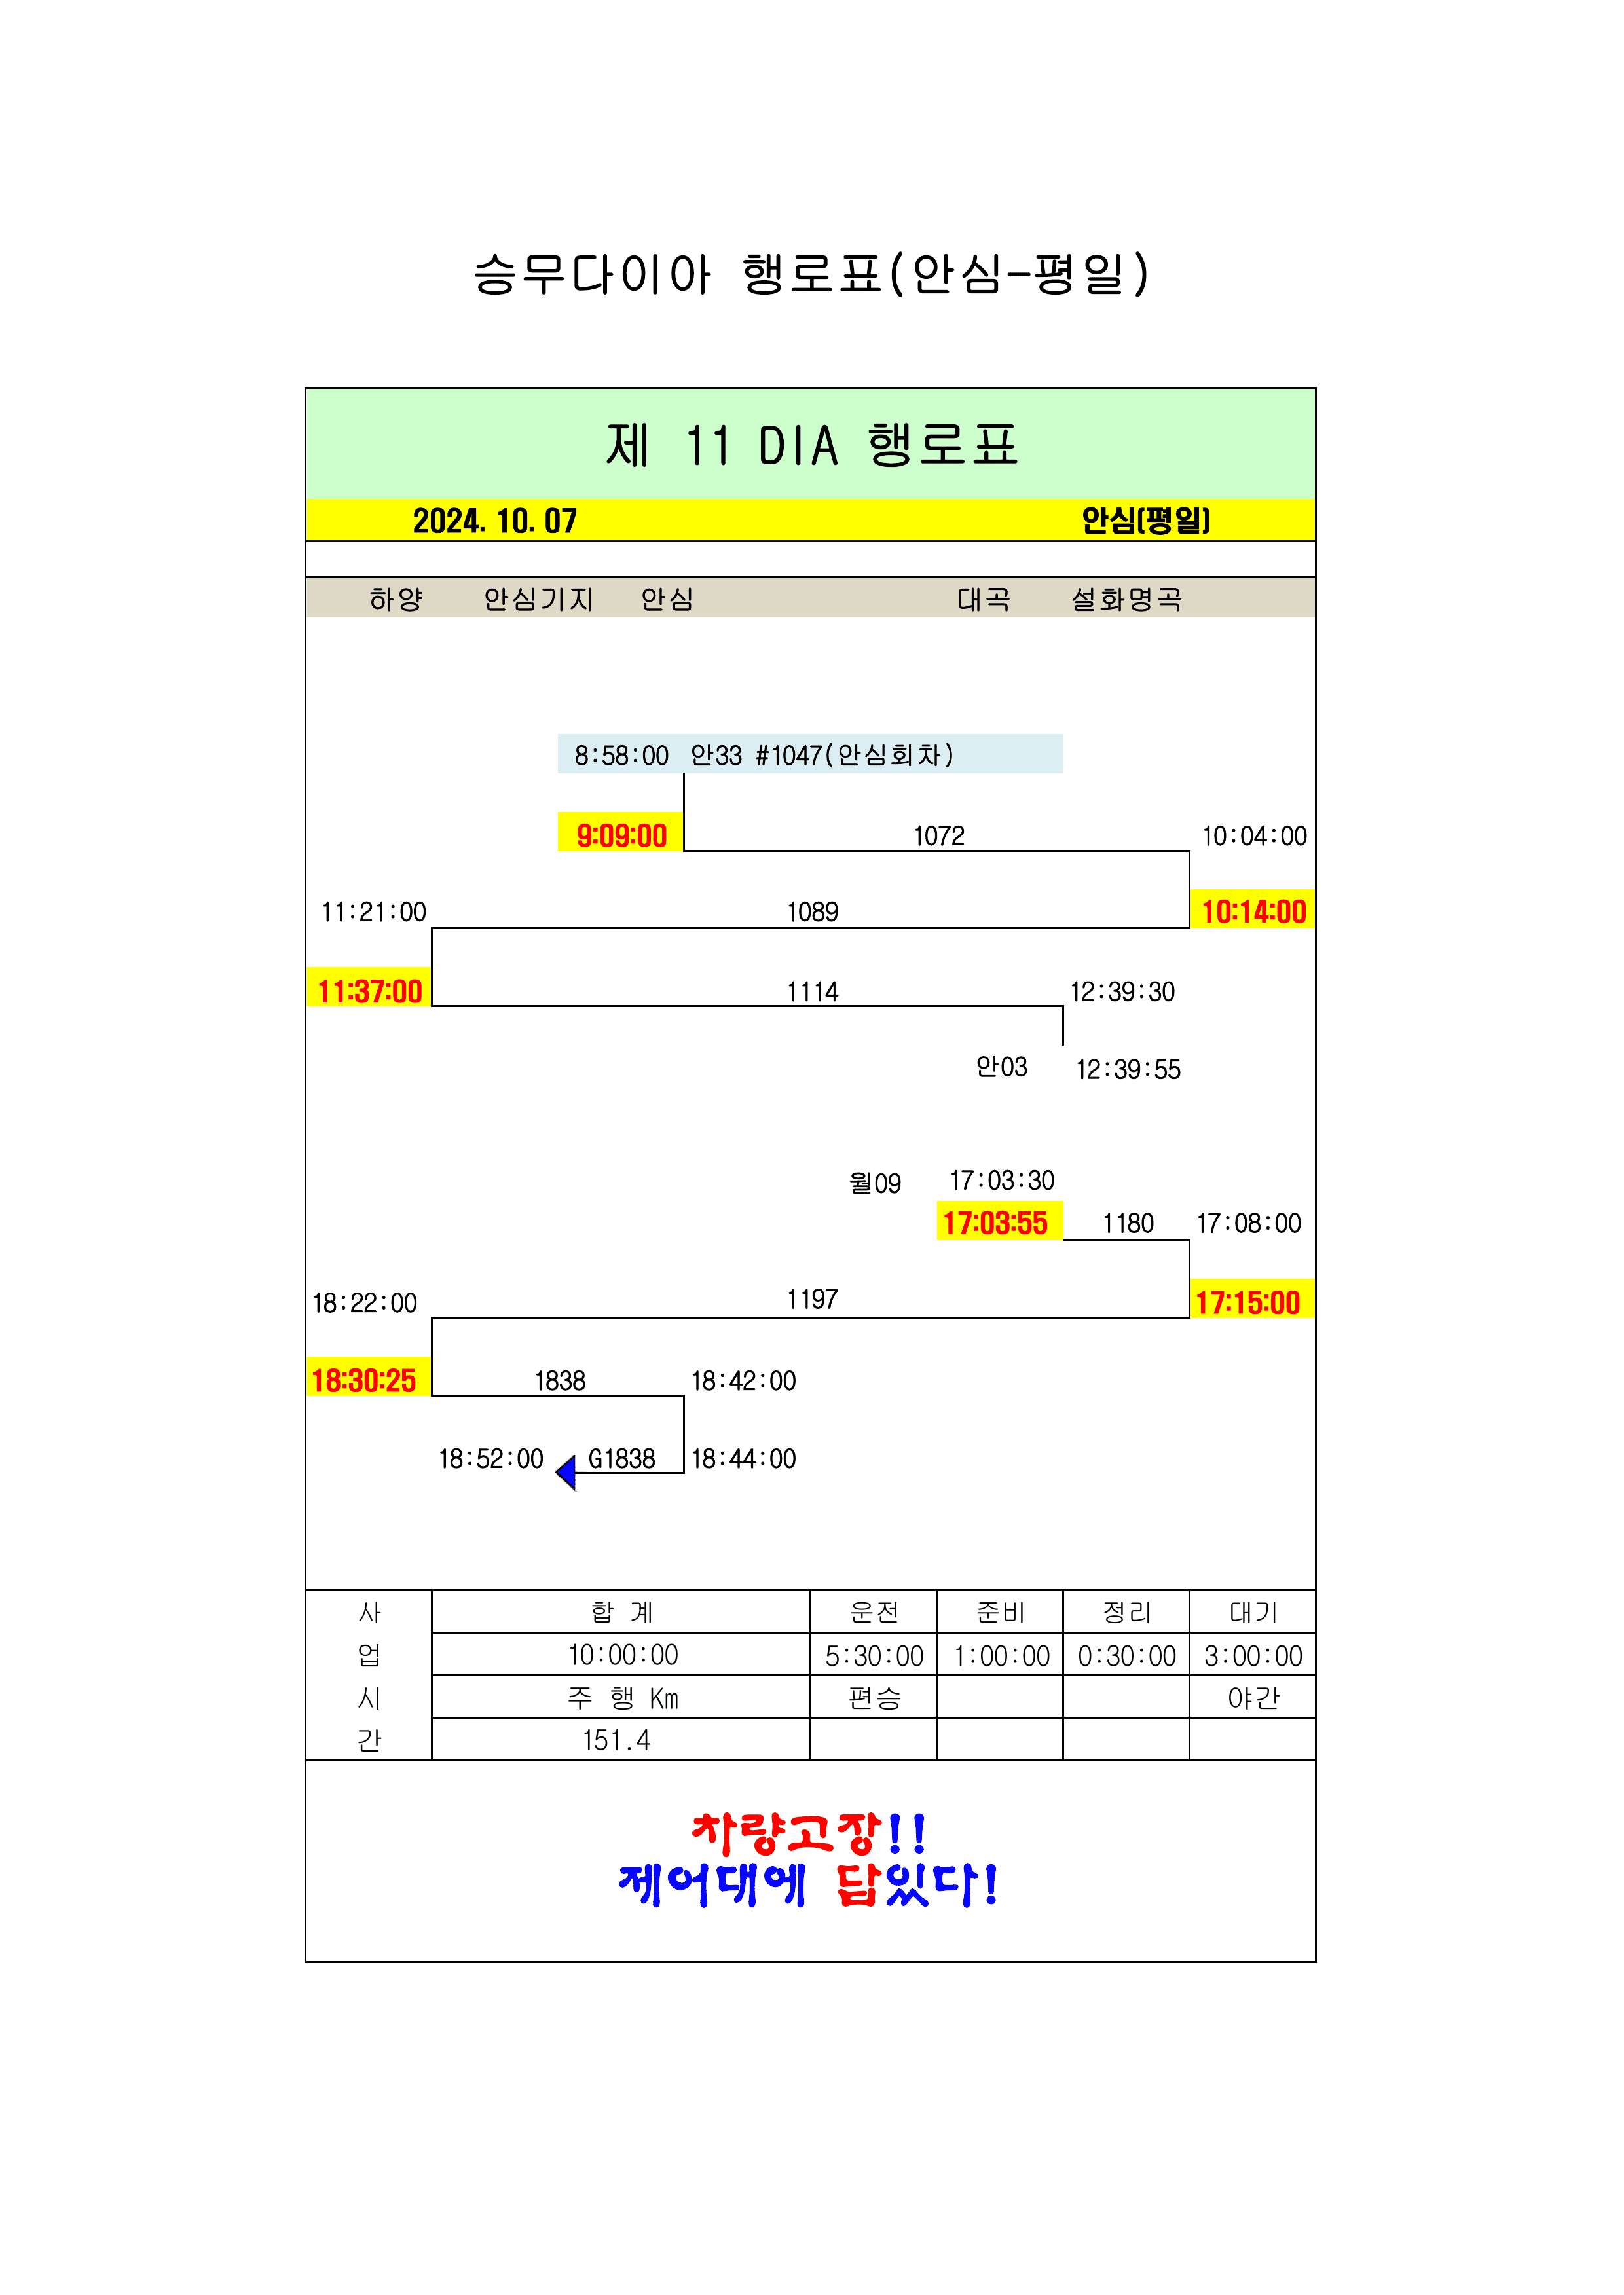 승무다이아 행로표(안심-평일)
제 11 DIA 행로표
2024. 10. 07 안심(평일)
하양 안심기지 안심 대곡 설화명곡
8:58:00 안33 #1047(안심회차)
9:09:00 1072 10:04:00
11:21:00 1089 10:14:00
11:37:00 1114 12:39:30
안03 12:39:55
월09 17:03:30
17:03:55 1180 17:08:00
18:22:00 1197 17:15:00
18:30:25 1838 18:42:00
18:52:00 G1838 18:44:00
사 합 계 운전 준비 정리 대기
업 10:00:00 5:30:00 1:00:00 0:30:00 3:00:00
시 주 행 Km 편승 야간
간 151.4
차량고장!!
제어대에 답있다!